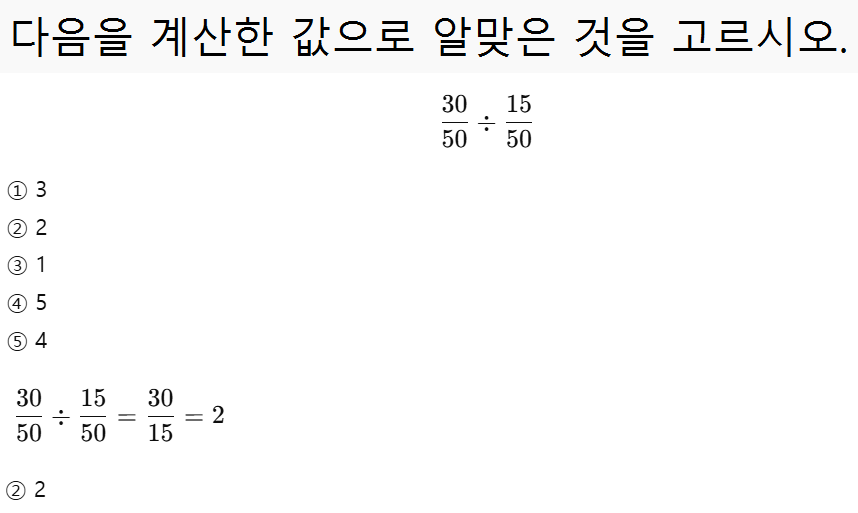 다음을 계산한 값으로 알맞은 것을 고르시오.
30/50 ÷ 15/50
① 3
② 2
③ 1
④ 5
⑤ 4
30/50 ÷ 15/50 = 30/15 = 2
② 2